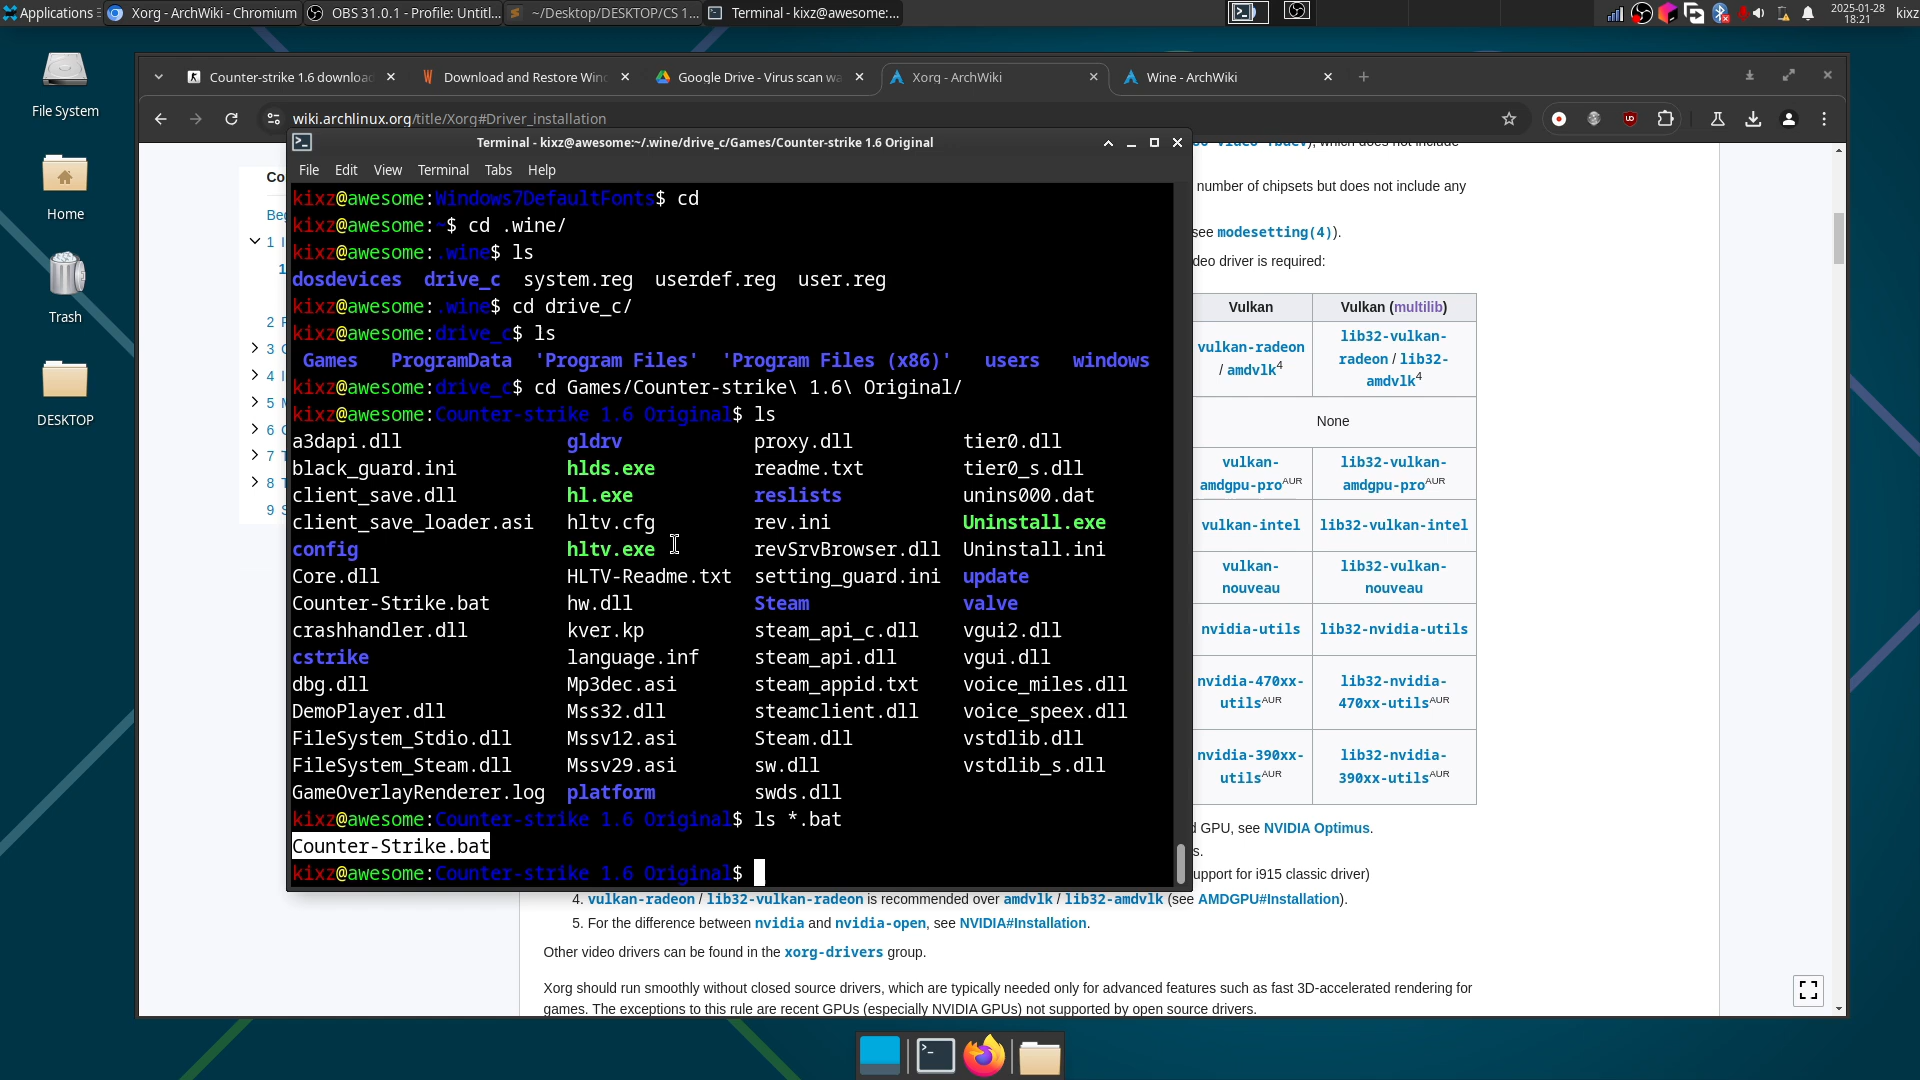 Applications
Xorg - ArchWiki - Chromium
OBS 31.0.1 - Profile: Untitl...
~/Desktop/DESKTOP/CS 1...
Terminal - kixz@awesome:...
2025-01-28
18:21
kixz
File System
Home
Trash
DESKTOP
Counter-strike 1.6 download
Download and Restore Win
Google Drive - Virus scan wa
Xorg - ArchWiki
Wine - ArchWiki
wiki.archlinux.org/title/Xorg#Driver_installation
Terminal - kixz@awesome:~/.wine/drive_c/Games/Counter-strike 1.6 Original
File Edit View Terminal Tabs Help
kixz@awesome:Windows7DefaultFonts$ cd
kixz@awesome:~$ cd .wine/
kixz@awesome:.wine$ ls
dosdevices drive_c system.reg userdef.reg user.reg
kixz@awesome:.wine$ cd drive_c/
kixz@awesome:drive_c$ ls
Games ProgramData 'Program Files' 'Program Files (x86)' users windows
kixz@awesome:drive_c$ cd Games/Counter-strike\ 1.6\ Original/
kixz@awesome:Counter-strike 1.6 Original$ ls
a3dapi.dll gldrv proxy.dll tier0.dll
black_guard.ini hlds.exe readme.txt tier0_s.dll
client_save.dll hl.exe reslists unins000.dat
client_save_loader.asi hltv.cfg rev.ini Uninstall.exe
config hltv.exe revSrvBrowser.dll Uninstall.ini
Core.dll HLTV-Readme.txt setting_guard.ini update
Counter-Strike.bat hw.dll Steam valve
crashhandler.dll kver.kp steam_api_c.dll vgui2.dll
cstrike language.inf steam_api.dll vgui.dll
dbg.dll Mp3dec.asi steam_appid.txt voice_miles.dll
DemoPlayer.dll Mss32.dll steamclient.dll voice_speex.dll
FileSystem_Stdio.dll Mssv12.asi Steam.dll vstdlib.dll
FileSystem_Steam.dll Mssv29.asi sw.dll vstdlib_s.dll
GameOverlayRenderer.log platform swds.dll
kixz@awesome:Counter-strike 1.6 Original$ ls *.bat
Counter-Strike.bat
kixz@awesome:Counter-strike 1.6 Original$
Co
Beg
1
1
2
3
4
5
6
7
8
9
number of chipsets but does not include any
see modesetting(4)).
deo driver is required:
Vulkan Vulkan (multilib)
vulkan-radeon
/ amdvlk4
lib32-vulkan-
radeon / lib32-
amdvlk4
None
vulkan-
amdgpu-proAUR
lib32-vulkan-
amdgpu-proAUR
vulkan-intel lib32-vulkan-intel
vulkan-
nouveau
lib32-vulkan-
nouveau
nvidia-utils lib32-nvidia-utils
nvidia-470xx-
utilsAUR
lib32-nvidia-
470xx-utilsAUR
nvidia-390xx-
utilsAUR
lib32-nvidia-
390xx-utilsAUR
d GPU, see NVIDIA Optimus.
s.
upport for i915 classic driver)
4. vulkan-radeon / lib32-vulkan-radeon is recommended over amdvlk / lib32-amdvlk (see AMDGPU#Installation).
5. For the difference between nvidia and nvidia-open, see NVIDIA#Installation.
Other video drivers can be found in the xorg-drivers group.
Xorg should run smoothly without closed source drivers, which are typically needed only for advanced features such as fast 3D-accelerated rendering for
games. The exceptions to this rule are recent GPUs (especially NVIDIA GPUs) not supported by open source drivers.